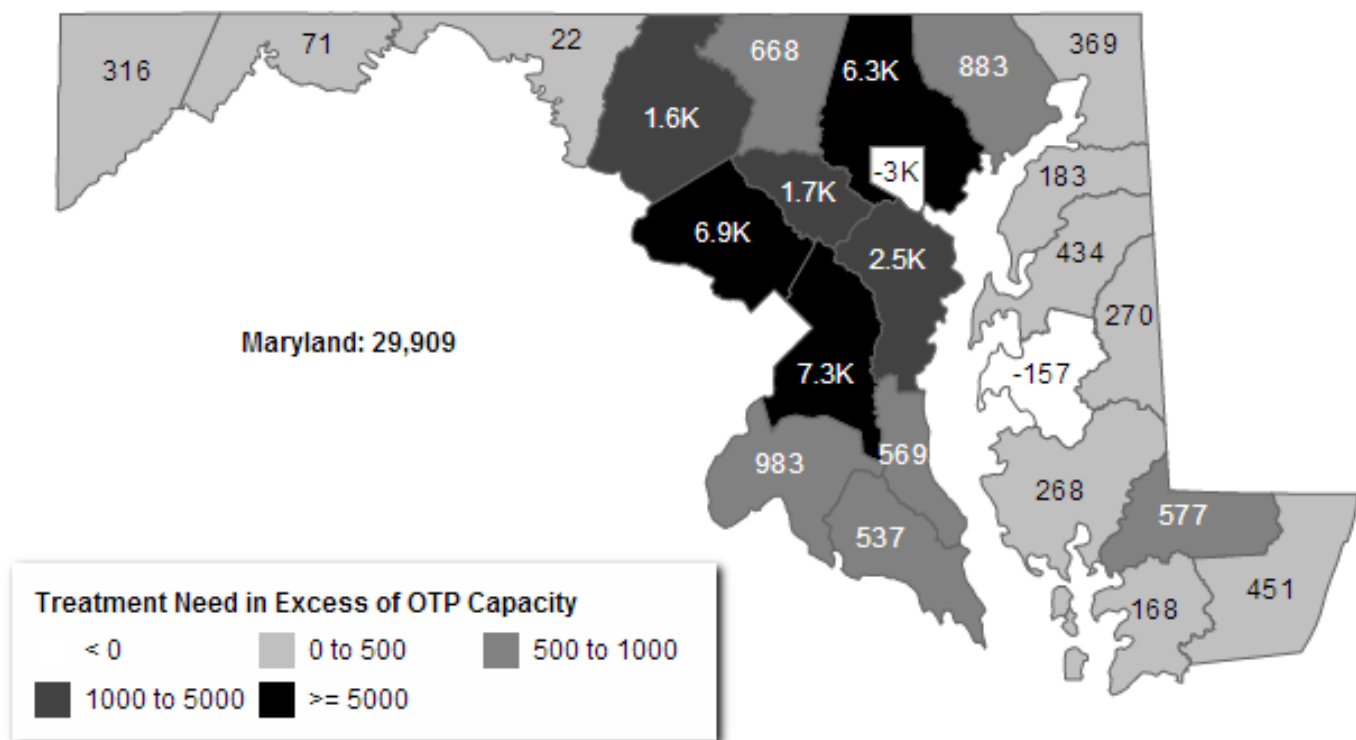 316
71
22
668
6.3K
883
369
1.6K
-3K
183
1.7K
6.9K
2.5K
434
270
Maryland: 29,909
7.3K
-157
983
569
268
577
537
168
451
Treatment Need in Excess of OTP Capacity
< 0
0 to 500
500 to 1000
1000 to 5000
>= 5000